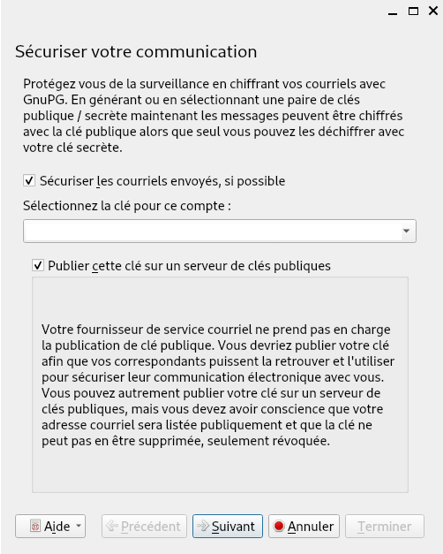 Sécuriser votre communication
Protégez vous de la surveillance en chiffrant vos courriels avec
GnuPG. En générant ou en sélectionnant une paire de clés
publique / secrète maintenant les messages peuvent être chiffrés
avec la clé publique alors que seul vous pouvez les déchiffrer avec
votre clé secrète.
Sécuriser les courriels envoyés, si possible
Sélectionnez la clé pour ce compte :
Publier cette clé sur un serveur de clés publiques
Votre fournisseur de service courriel ne prend pas en charge
la publication de clé publique. Vous devriez publier votre clé
afin que vos correspondants puissent la retrouver et l'utiliser
pour sécuriser leur communication électronique avec vous.
Vous pouvez autrement publier votre clé sur un serveur de
clés publiques, mais vous devez avoir conscience que votre
adresse courriel sera listée publiquement et que la clé ne
peut pas en être supprimée, seulement révoquée.
Aide Précédent Suivant Annuler Terminer